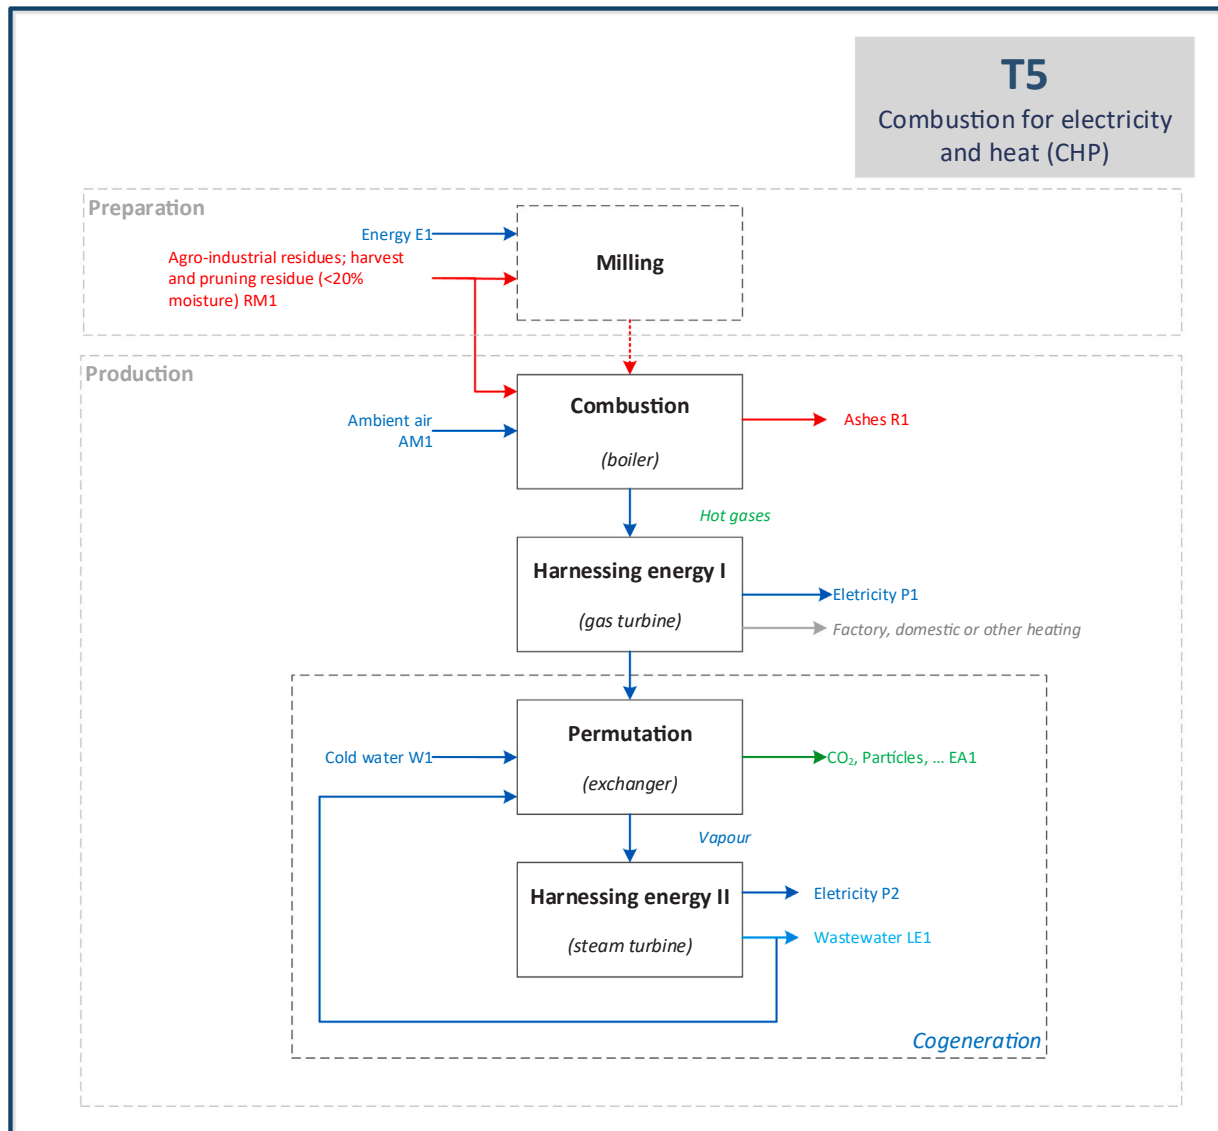 T5
Combustion for electricity
and heat (CHP)
Preparation
Energy E1
Agro-industrial residues; harvest
and pruning residue (<20%
moisture) RM1
Milling
Production
Combustion
(boiler)
Ambient air
AM1
Ashes R1
Hot gases
Harnessing energy I
(gas turbine)
Eletricity P1
Factory, domestic or other heating
Permutation
(exchanger)
Cold water W1
CO₂, Particles, ... EA1
Vapour
Harnessing energy II
(steam turbine)
Eletricity P2
Wastewater LE1
Cogeneration